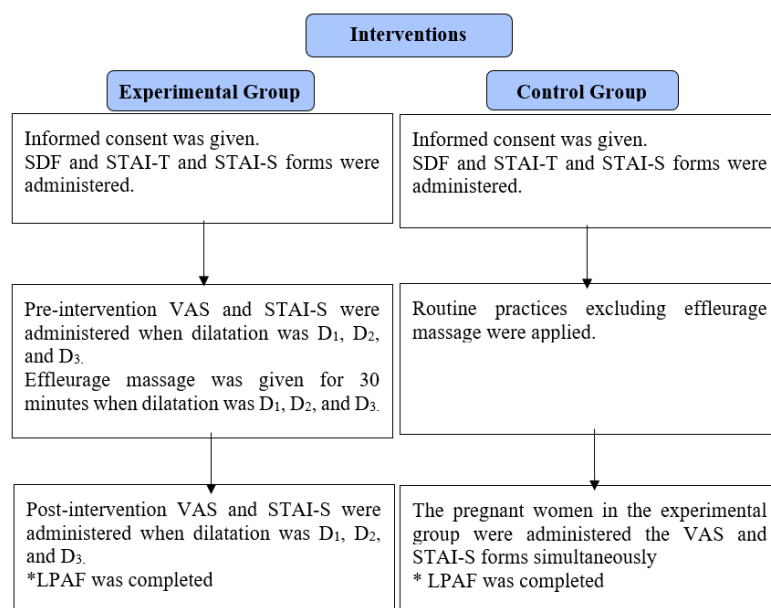 Interventions
Experimental Group
Control Group
Informed consent was given.
SDF and STAI-T and STAI-S forms were
administered.
Informed consent was given.
SDF and STAI-T and STAI-S forms were
administered.
Pre-intervention VAS and STAI-S were
administered when dilatation was D₁, D₂,
and D₃.
Effleurage massage was given for 30
minutes when dilatation was D₁, D₂, and D₃.
Routine practices excluding effleurage
massage were applied.
Post-intervention VAS and STAI-S were
administered when dilatation was D₁, D₂,
and D₃.
*LPAF was completed
The pregnant women in the experimental
group were administered the VAS and
STAI-S forms simultaneously
* LPAF was completed